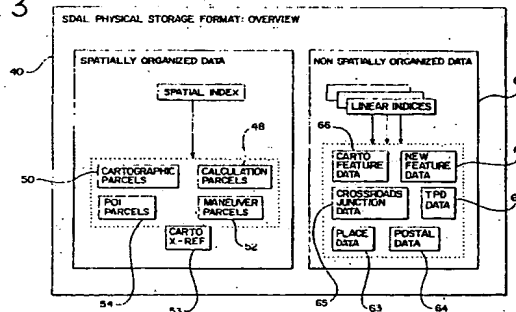 3
SDAL PHYSICAL STORAGE FORMAT: OVERVIEW
40
SPATIALLY ORGANIZED DATA
SPATIAL INDEX
48
50
CARTOGRAPHIC PARCELS
CALCULATION PARCELS
POI PARCELS
MANEUVER PARCELS
CARTO X-REF
54
53
52
NON SPATIALLY ORGANIZED DATA
LINEAR INDICES
66
CARTO FEATURE DATA
NEW FEATURE DATA
CROSSROADS JUNCTION DATA
TPD DATA
PLACE DATA
POSTAL DATA
65
63
64